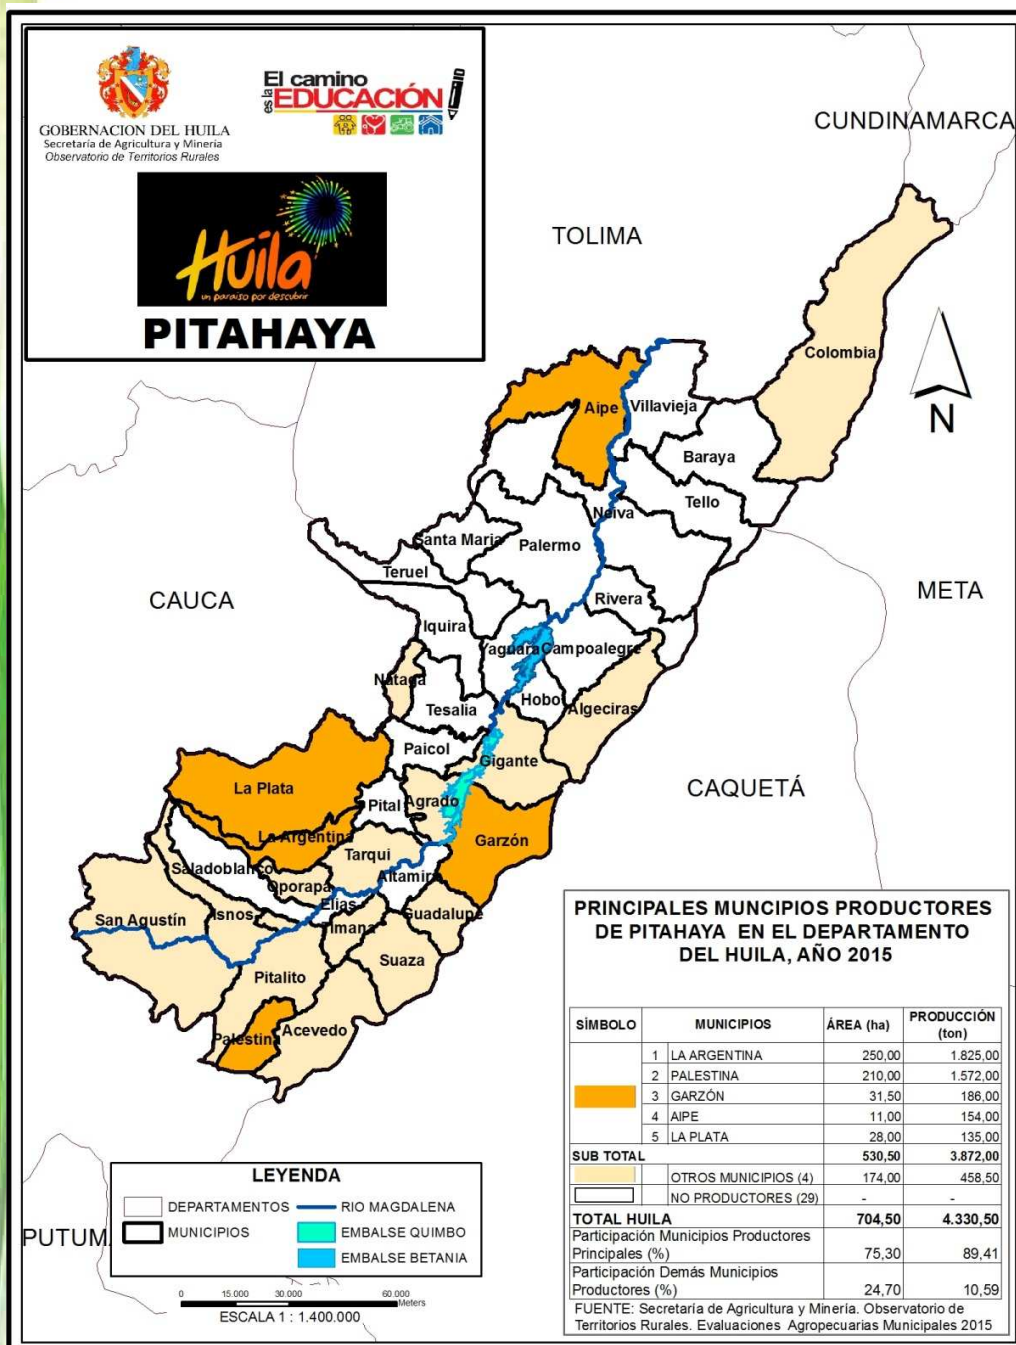 GOBERNACION DEL HUILA
Secretaría de Agricultura y Minería
Observatorio de Territorios Rurales
El camino
es la EDUCACIÓN
Huila
un paraiso por descubrir
PITAHAYA
CUNDINAMARCA
TOLIMA
Colombia
N
Aipe
Villavieja
Baraya
Tello
Neiva
Santa Maria
Palermo
Teruel
CAUCA
META
Rivera
Iquira
Yaguará
Campoalegre
Nátaga
Hobo
Algeciras
Tesalia
Paicol
Gigante
CAQUETÁ
La Plata
Pital
Agrado
La Argentina
Garzón
Tarqui
Saladoblanco
Altamira
Oporapa
Elías
San Agustín
Isnos
Guadalupe
Imana
Suaza
Pitalito
Palestina
Acevedo
PUTUMA
PRINCIPALES MUNCIPIOS PRODUCTORES
DE PITAHAYA EN EL DEPARTAMENTO
DEL HUILA, AÑO 2015
SÍMBOLO MUNICIPIOS ÁREA (ha) PRODUCCIÓN (ton)
1 LA ARGENTINA 250,00 1.825,00
2 PALESTINA 210,00 1.572,00
3 GARZÓN 31,50 186,00
4 AIPE 11,00 154,00
5 LA PLATA 28,00 135,00
SUB TOTAL 530,50 3.872,00
OTROS MUNICIPIOS (4) 174,00 458,50
NO PRODUCTORES (29) - -
TOTAL HUILA 704,50 4.330,50
Participación Municipios Productores
Principales (%) 75,30 89,41
Participación Demás Municipios
Productores (%) 24,70 10,59
FUENTE: Secretaría de Agricultura y Minería. Observatorio de
Territorios Rurales. Evaluaciones Agropecuarias Municipales 2015
LEYENDA
DEPARTAMENTOS RIO MAGDALENA
MUNICIPIOS EMBALSE QUIMBO
EMBALSE BETANIA
0 15.000 30.000 60.000
Meters
ESCALA 1 : 1.400.000